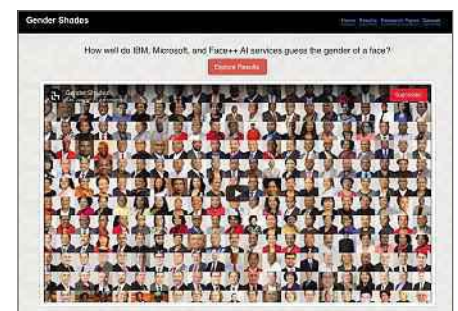 Gender Shades
Home Results Research Paper Dataset
How well do IBM, Microsoft, and Face++ AI services guess the gender of a face?
Explore Results
Gender Shades